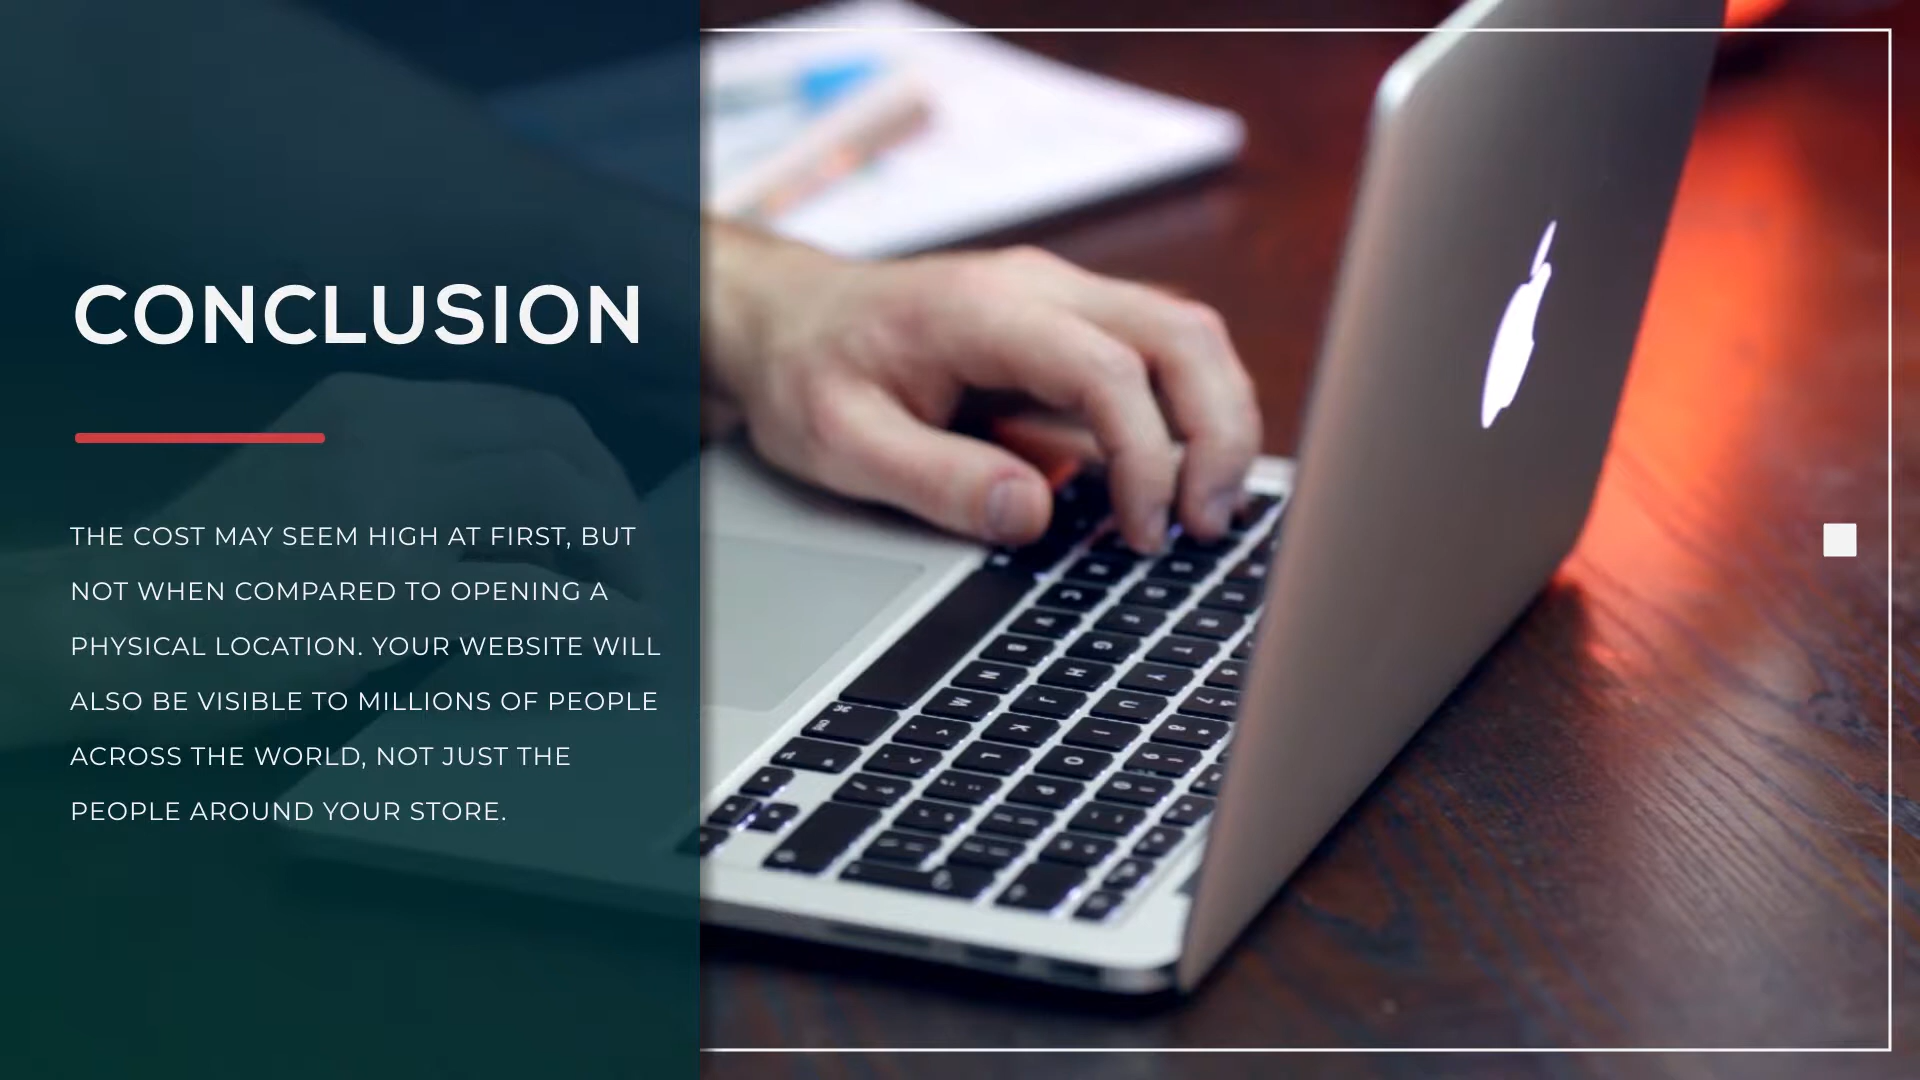 CONCLUSION
THE COST MAY SEEM HIGH AT FIRST, BUT
NOT WHEN COMPARED TO OPENING A
PHYSICAL LOCATION. YOUR WEBSITE WILL
ALSO BE VISIBLE TO MILLIONS OF PEOPLE
ACROSS THE WORLD, NOT JUST THE
PEOPLE AROUND YOUR STORE.